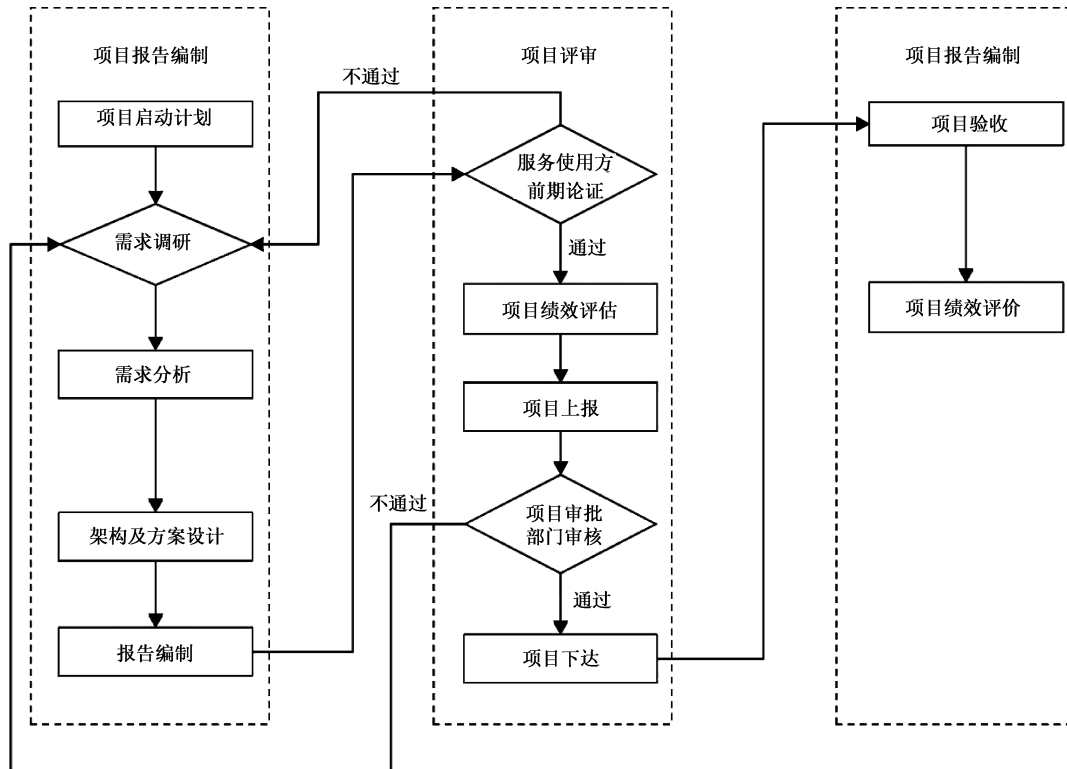 项目报告编制
项目启动计划
需求调研
需求分析
架构及方案设计
报告编制
不通过
项目评审
服务使用方
前期论证
通过
项目绩效评估
项目上报
不通过
项目审批
部门审核
通过
项目下达
项目报告编制
项目验收
项目绩效评价